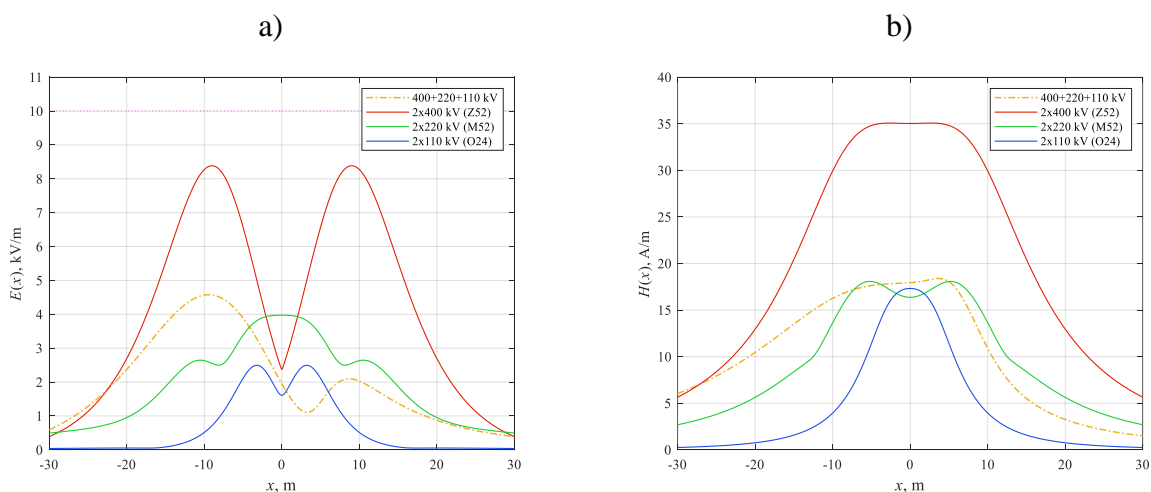 a)
b)
11
10
9
8
7
6
5
4
3
2
1
0
E(x), kV/m
-30
-20
-10
0
10
20
30
x, m
400+220+110 kV
2x400 kV (Z52)
2x220 kV (M52)
2x110 kV (O24)
40
35
30
25
20
15
10
5
0
H(x), A/m
-30
-20
-10
0
10
20
30
x, m
400+220+110 kV
2x400 kV (Z52)
2x220 kV (M52)
2x110 kV (O24)